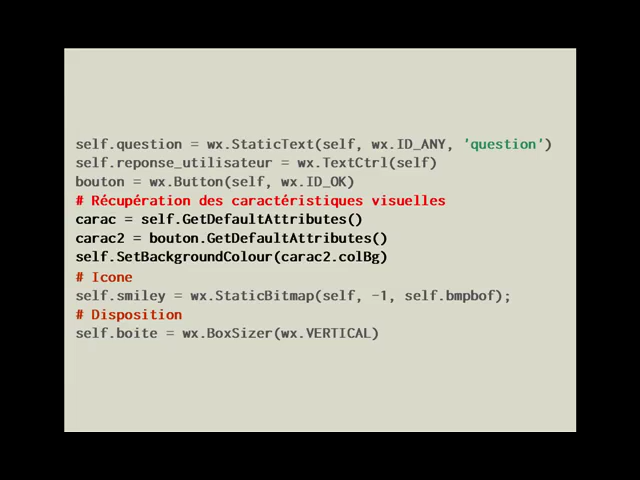 self.question = wx.StaticText(self, wx.ID_ANY, 'question')
self.reponse_utilisateur = wx.TextCtrl(self)
bouton = wx.Button(self, wx.ID_OK)
# Récupération des caractéristiques visuelles
carac = self.GetDefaultAttributes()
carac2 = bouton.GetDefaultAttributes()
self.SetBackgroundColour(carac2.colBg)
# Icone
self.smiley = wx.StaticBitmap(self, -1, self.bmpbof);
# Disposition
self.boite = wx.BoxSizer(wx.VERTICAL)